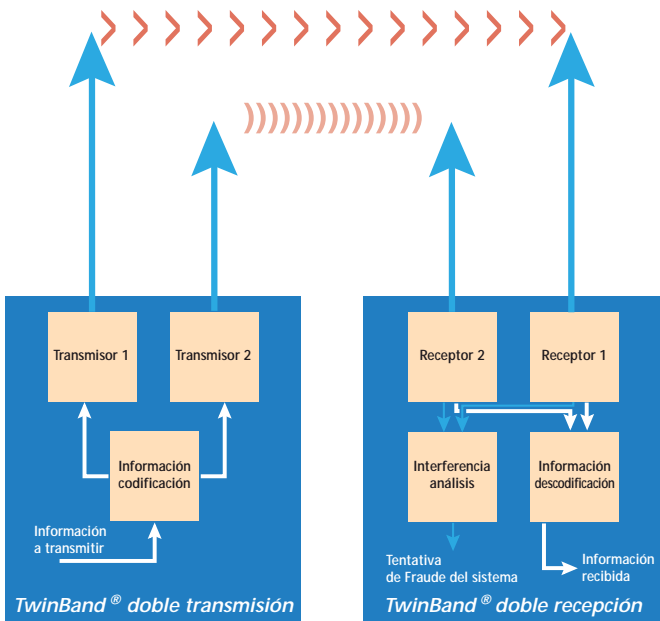 Transmisor 1
Transmisor 2
Información
codificación
Información
a transmitir
TwinBand ® doble transmisión
Receptor 2
Receptor 1
Interferencia
análisis
Información
descodificación
Tentativa
de Fraude del sistema
Información
recibida
TwinBand ® doble recepción